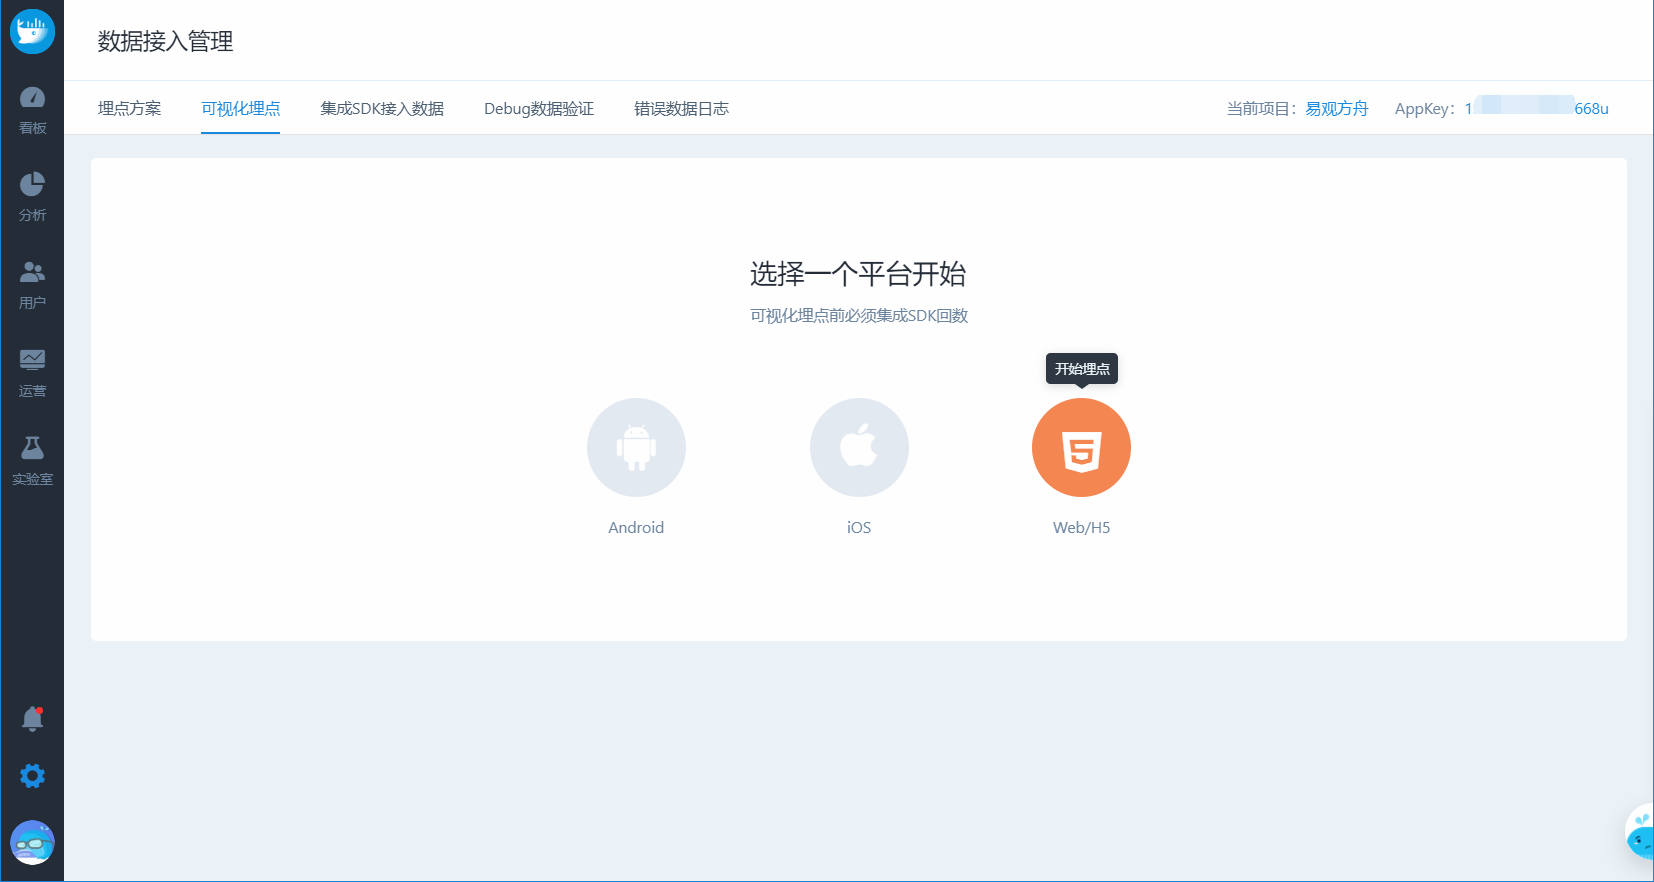 数据接入管理
埋点方案 可视化埋点 集成SDK接入数据 Debug数据验证 错误数据日志 当前项目：易观方舟 AppKey：1 668u
看板
分析
用户
运营
实验室
选择一个平台开始
可视化埋点前必须集成SDK回数
开始埋点
Android iOS Web/H5